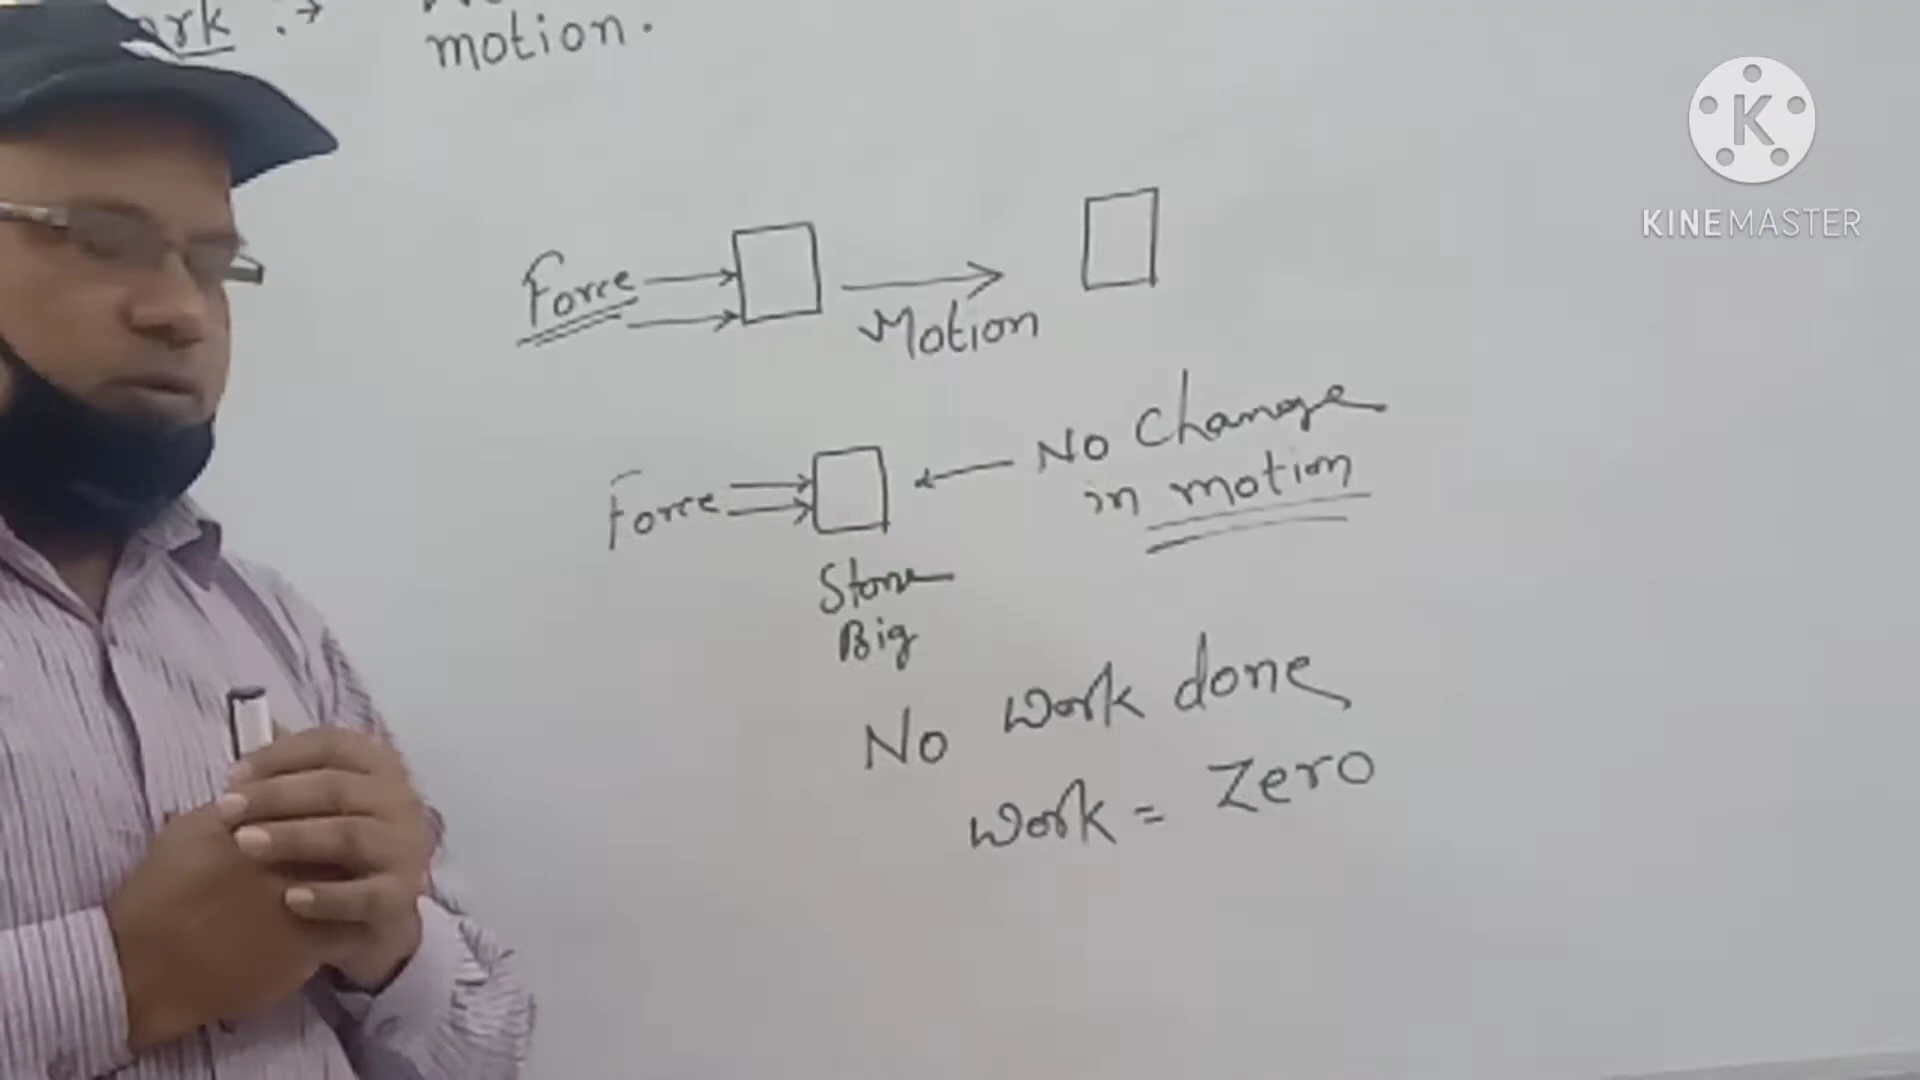 motion.
Force
Motion
No change
in motion
Force
Stone
Big
No work done
work = Zero
K
KINEMASTER